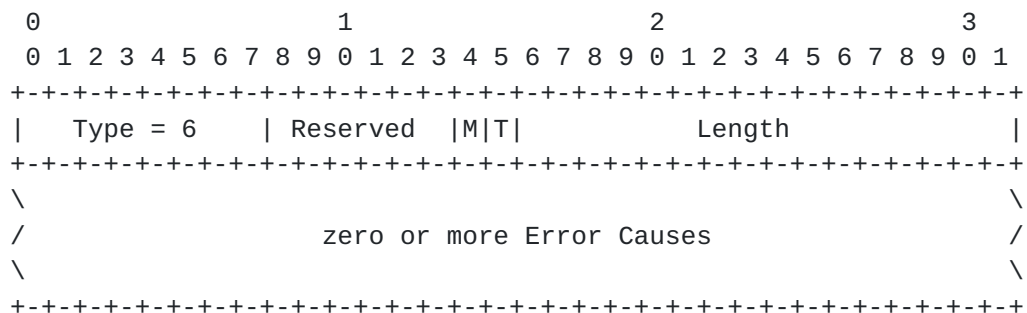 0                   1                   2                   3
 0 1 2 3 4 5 6 7 8 9 0 1 2 3 4 5 6 7 8 9 0 1 2 3 4 5 6 7 8 9 0 1
+-+-+-+-+-+-+-+-+-+-+-+-+-+-+-+-+-+-+-+-+-+-+-+-+-+-+-+-+-+-+-+-+
|   Type = 6    | Reserved  |M|T|           Length              |
+-+-+-+-+-+-+-+-+-+-+-+-+-+-+-+-+-+-+-+-+-+-+-+-+-+-+-+-+-+-+-+-+
\                                                               \
/                   zero or more Error Causes                   /
\                                                               \
+-+-+-+-+-+-+-+-+-+-+-+-+-+-+-+-+-+-+-+-+-+-+-+-+-+-+-+-+-+-+-+-+